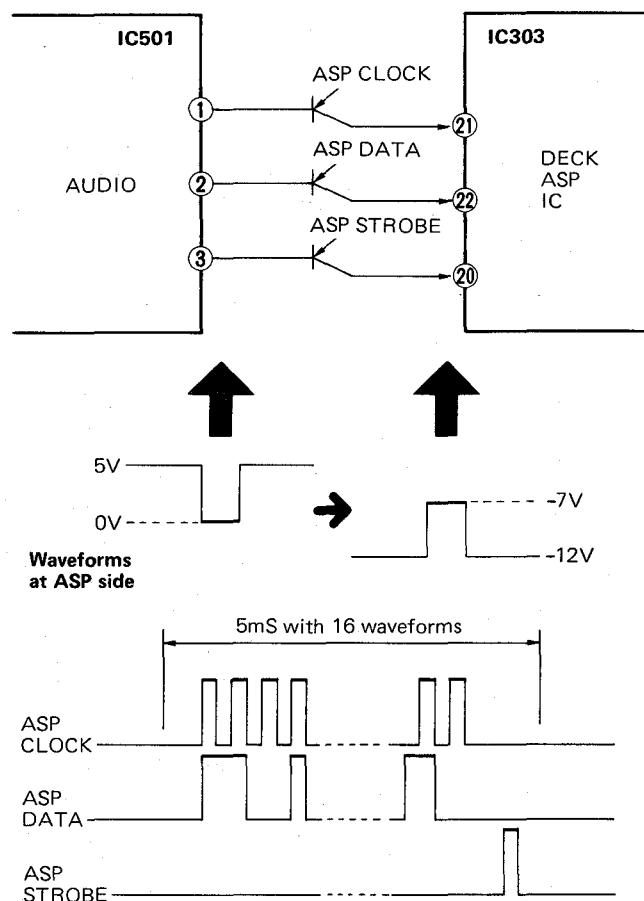 IC501
IC303
ASP CLOCK
1
21
ASP DATA
AUDIO
2
22
DECK
ASP
IC
ASP STROBE
3
20
5V
0V
-7V
-12V
Waveforms
at ASP side
5mS with 16 waveforms
ASP
CLOCK
ASP
DATA
ASP
STROBE